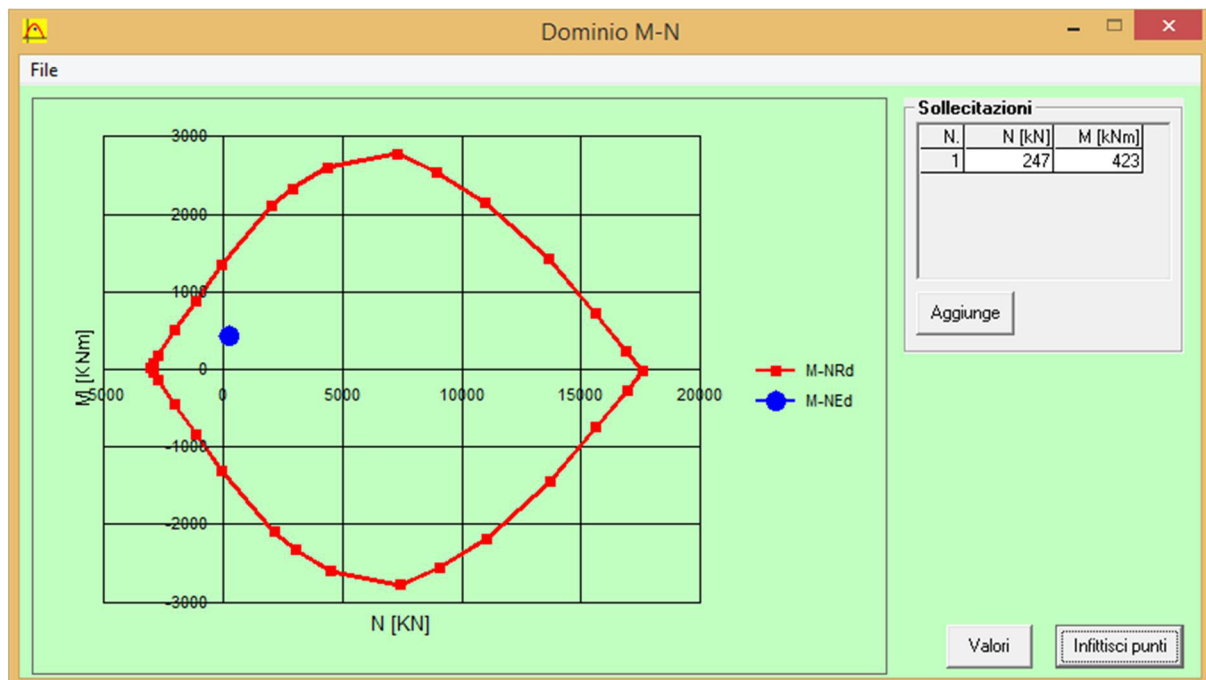 Dominio M-N
File
3000
2000
1000
0
-1000
-2000
-3000
-5000
0
5000
10000
15000
20000
M [KNm]
N [KN]
M-NRd
M-NEd
Sollecitazioni
N. N [kN] M [kNm]
1 247 423
Aggiunge
Valori
Infittisci punti